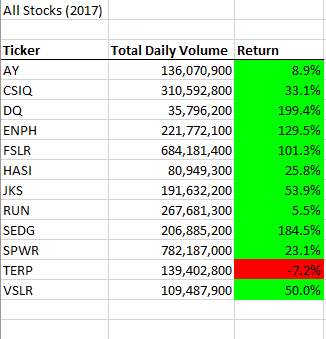 All Stocks (2017)
Ticker Total Daily Volume Return
AY 136,070,900 8.9%
CSIQ 310,592,800 33.1%
DQ 35,796,200 199.4%
ENPH 221,772,100 129.5%
FSLR 684,181,400 101.3%
HASI 80,949,300 25.8%
JKS 191,632,200 53.9%
RUN 267,681,300 5.5%
SEDG 206,885,200 184.5%
SPWR 782,187,000 23.1%
TERP 139,402,800 -7.2%
VSLR 109,487,900 50.0%